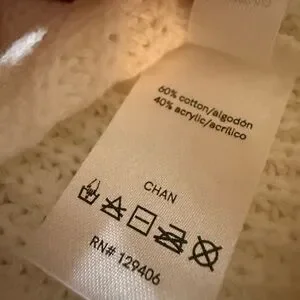 60% cotton/algodón
40% acrylic/acrílico
CHAN
RN# 129406